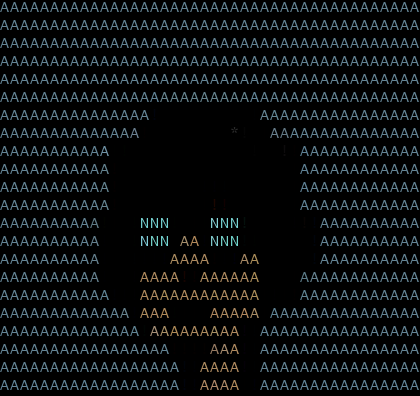 AAAAAAAAAAAAAAAAAAAAAAAAAAAAAAAAAAAAAAAAAA
AAAAAAAAAAAAAAAAAAAAAAAAAAAAAAAAAAAAAAAAAA
AAAAAAAAAAAAAAAAAAAAAAAAAAAAAAAAAAAAAAAAAA
AAAAAAAAAAAAAAAAAAAAAAAAAAAAAAAAAAAAAAAAAA
AAAAAAAAAAAAAAAAAAAAAAAAAAAAAAAAAAAAAAAAAA
AAAAAAAAAAAAAAAAAAAAAAAAAAAAAAAAAAAAAAAAAA
AAAAAAAAAAAAAAA           AAAAAAAAAAAAAAAA
AAAAAAAAAAAAAA         *   AAAAAAAAAAAAAAA
AAAAAAAAAAA                   AAAAAAAAAAAA
AAAAAAAAAAA                   AAAAAAAAAAAA
AAAAAAAAAAA                   AAAAAAAAAAAA
AAAAAAAAAAA                   AAAAAAAAAAAA
AAAAAAAAAA    NNN    NNN        AAAAAAAAAA
AAAAAAAAAA    NNN AA NNN        AAAAAAAAAA
AAAAAAAAAA       AAAA   AA      AAAAAAAAAA
AAAAAAAAAA    AAAA  AAAAAA    AAAAAAAAAAAA
AAAAAAAAAAA   AAAAAAAAAAAA    AAAAAAAAAAAA
AAAAAAAAAAAAA AAA    AAAAA AAAAAAAAAAAAAAA
AAAAAAAAAAAAAA AAAAAAAAA  AAAAAAAAAAAAAAAA
AAAAAAAAAAAAAAAAA    AAA  AAAAAAAAAAAAAAAA
AAAAAAAAAAAAAAAAAA  AAAA  AAAAAAAAAAAAAAAA
AAAAAAAAAAAAAAAAAA  AAAA  AAAAAAAAAAAAAAAA